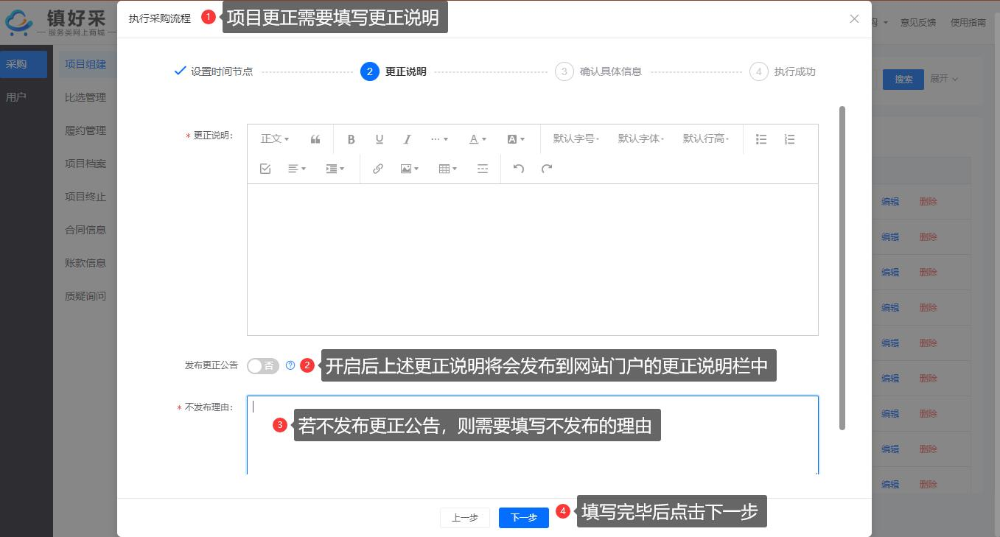 镇好采
服务类网上商城
执行采购流程
1 项目更正需要填写更正说明
意见反馈
使用指南
采购
用户
项目组建
比选管理
履约管理
项目档案
项目终止
合同信息
账款信息
质疑询问
设置时间节点
2 更正说明
3 确认具体信息
4 执行成功
搜索
展开
* 更正说明:
正文
B U I ... A A
默认字号
默认字体
默认行高
发布更正公告
否
? 2 开启后上述更正说明将会发布到网站门户的更正说明栏中
* 不发布理由:
3 若不发布更正公告，则需要填写不发布的理由
上一步
下一步
4 填写完毕后点击下一步
编辑 删除
编辑 删除
编辑 删除
编辑 删除
编辑 删除
编辑 删除
编辑 删除
编辑 删除
编辑 删除